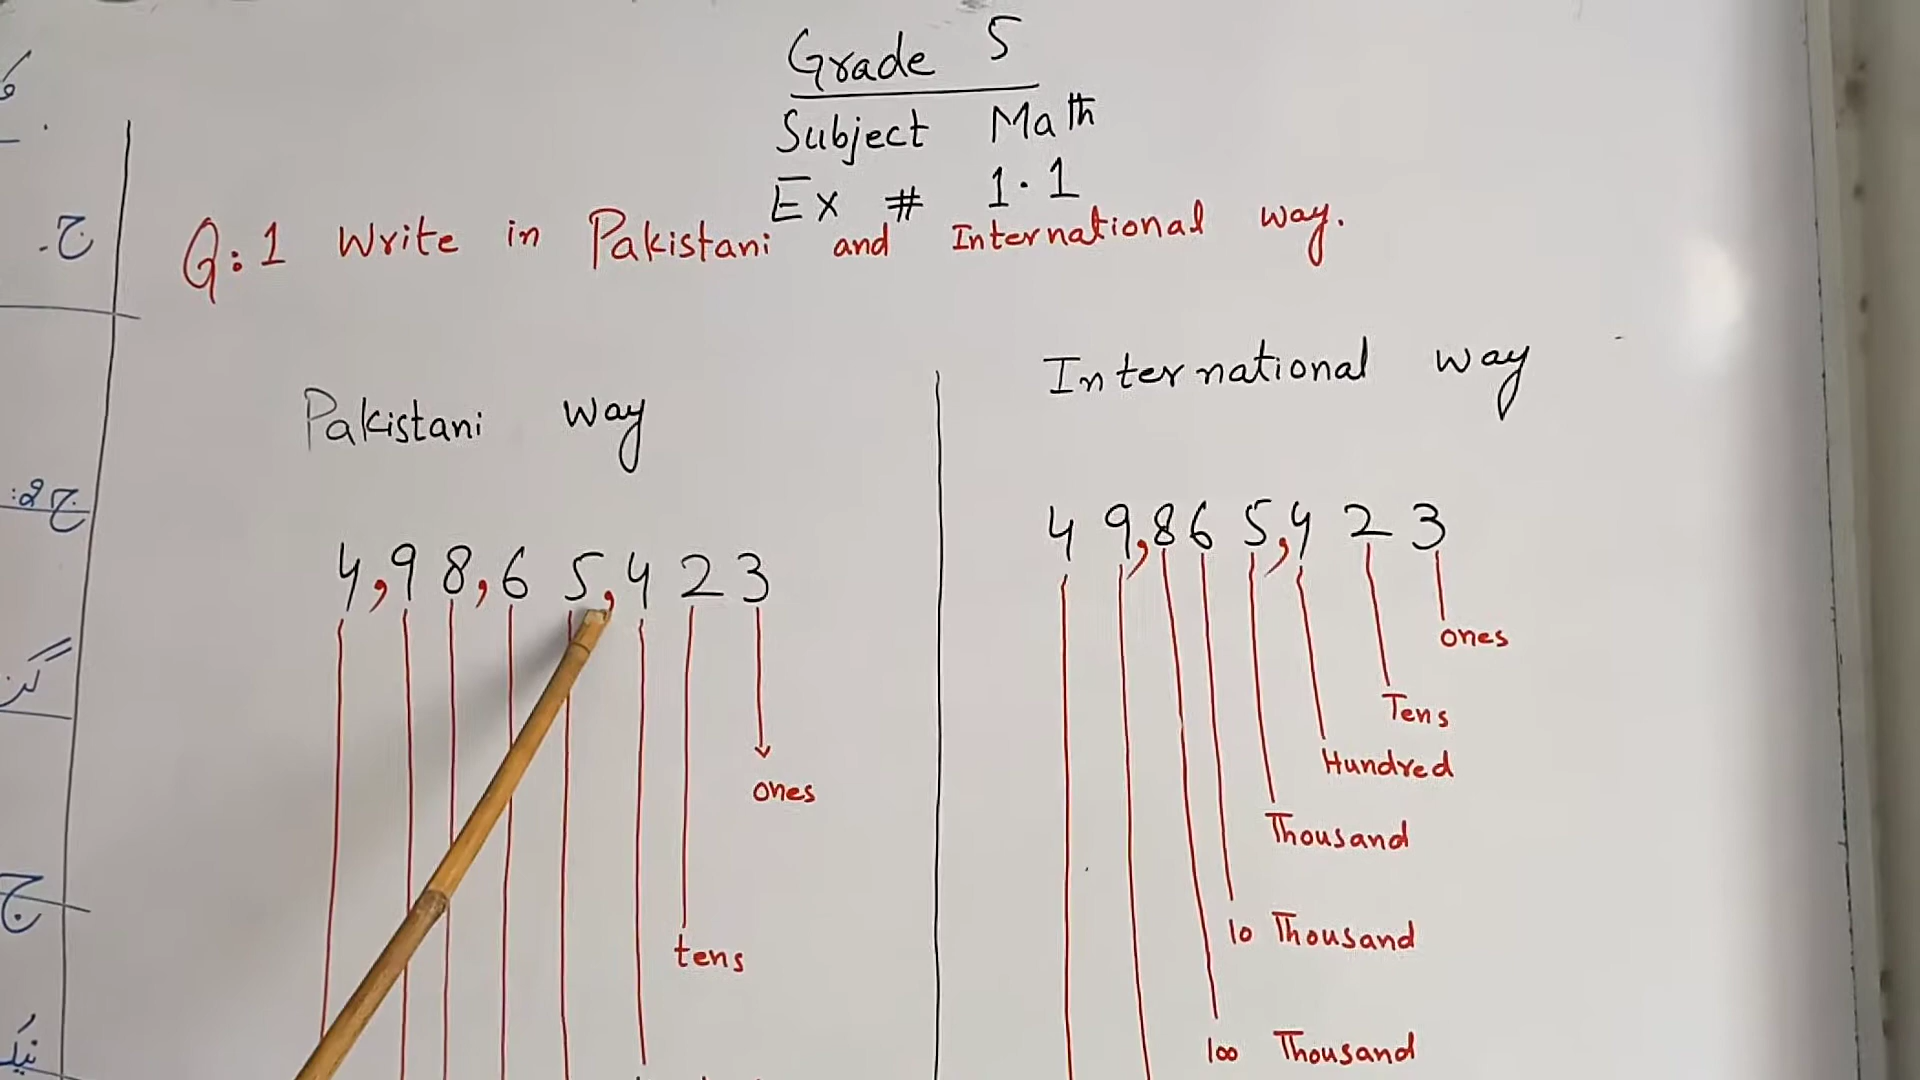 Grade 5
Subject Math
Ex # 1.1
Q:1 Write in Pakistani and International way.
Pakistani way
International way
4,98,65,423
49,865,423
ones
Tens
Hundred
Thousand
10 Thousand
100 Thousand
ones
tens
ج-
ج2:
ج